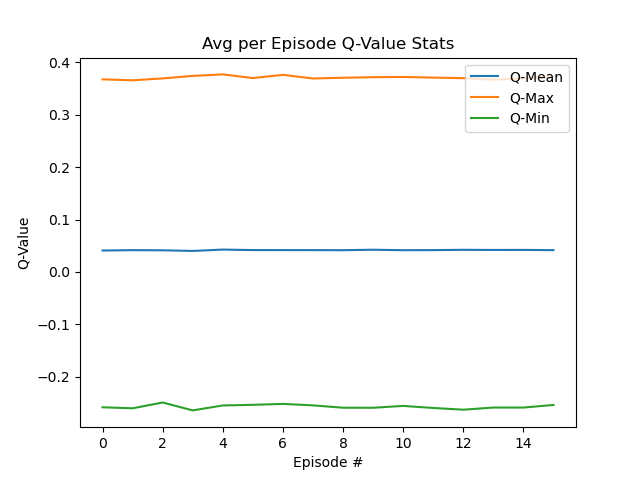 Avg per Episode Q-Value Stats
Q-Value
0.4
0.3
0.2
0.1
0.0
−0.1
−0.2
Q-Mean
Q-Max
Q-Min
0 2 4 6 8 10 12 14
Episode #